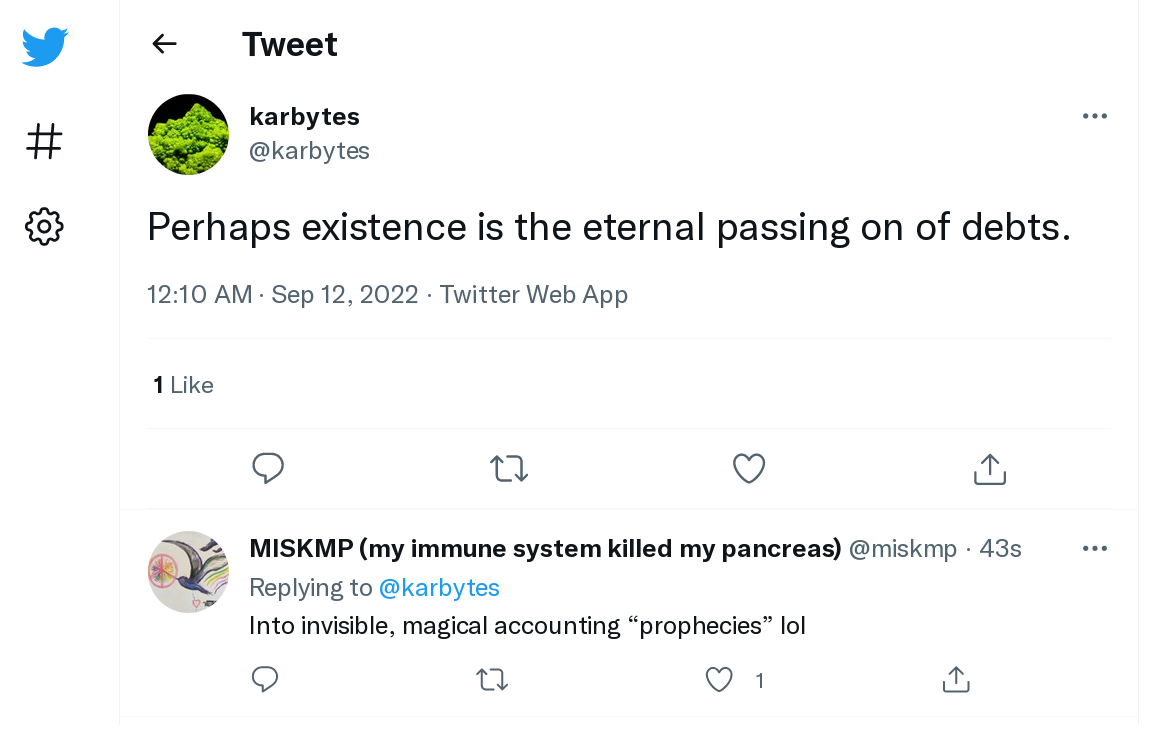 Tweet
karbytes
@karbytes
Perhaps existence is the eternal passing on of debts.
12:10 AM · Sep 12, 2022 · Twitter Web App
1 Like
MISKMP (my immune system killed my pancreas) @miskmp · 43s
Replying to @karbytes
Into invisible, magical accounting “prophecies” lol
1